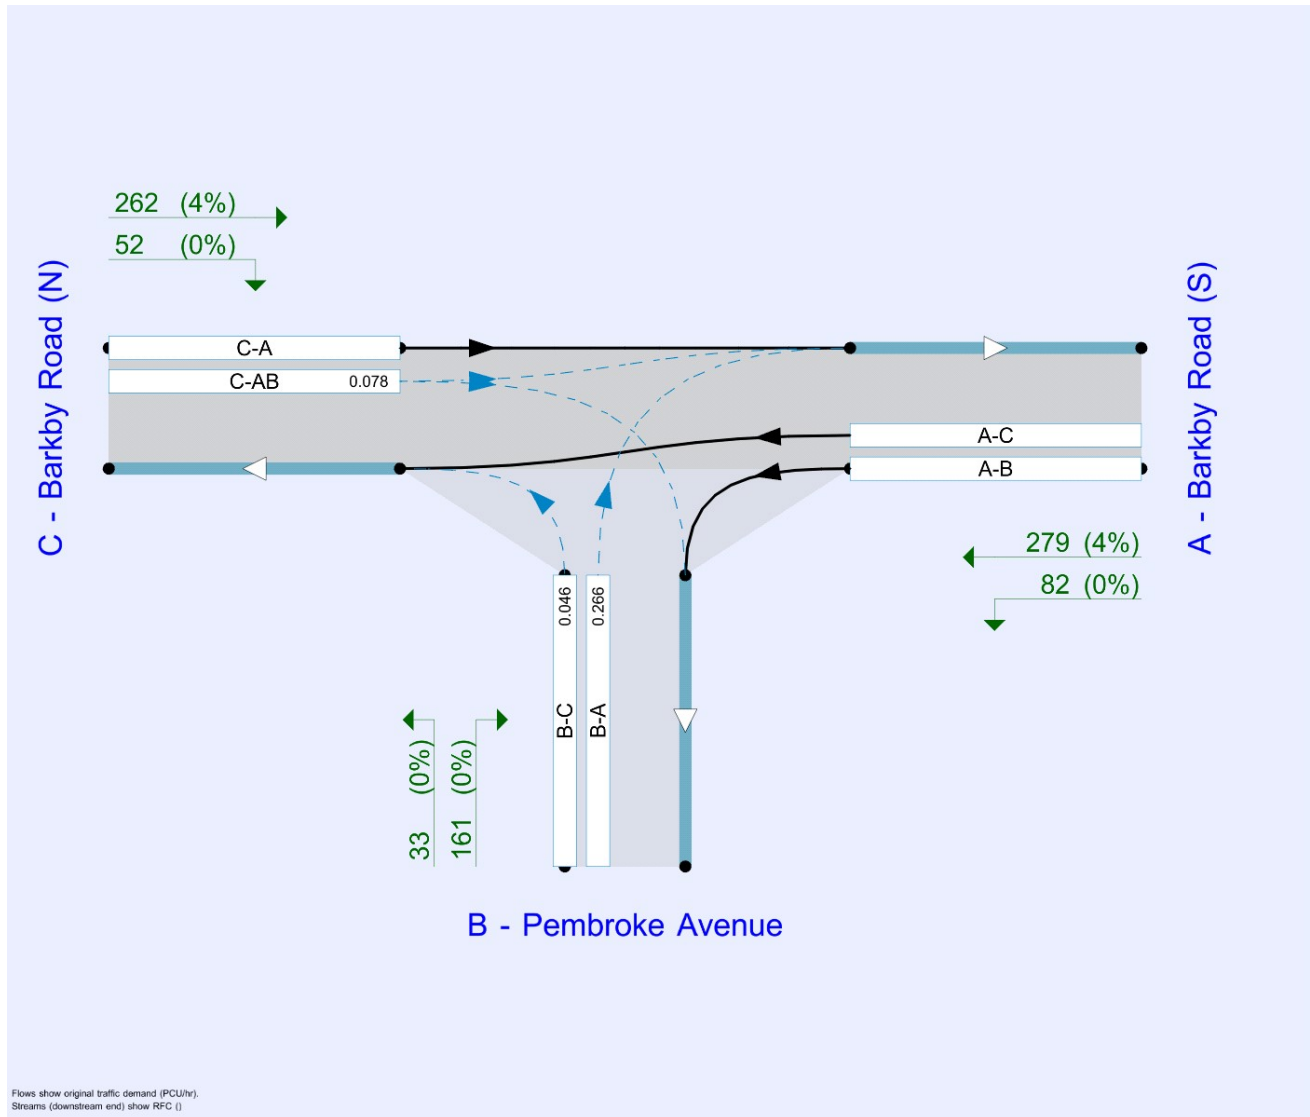 262 (4%)
52 (0%)
C - Barkby Road (N)
A - Barkby Road (S)
C-A
C-AB 0.078
A-C
A-B
279 (4%)
82 (0%)
0.046
0.266
B-C
B-A
33 (0%)
161 (0%)
B - Pembroke Avenue
Flows show original traffic demand (PCU/hr).
Streams (downstream end) show RFC ()